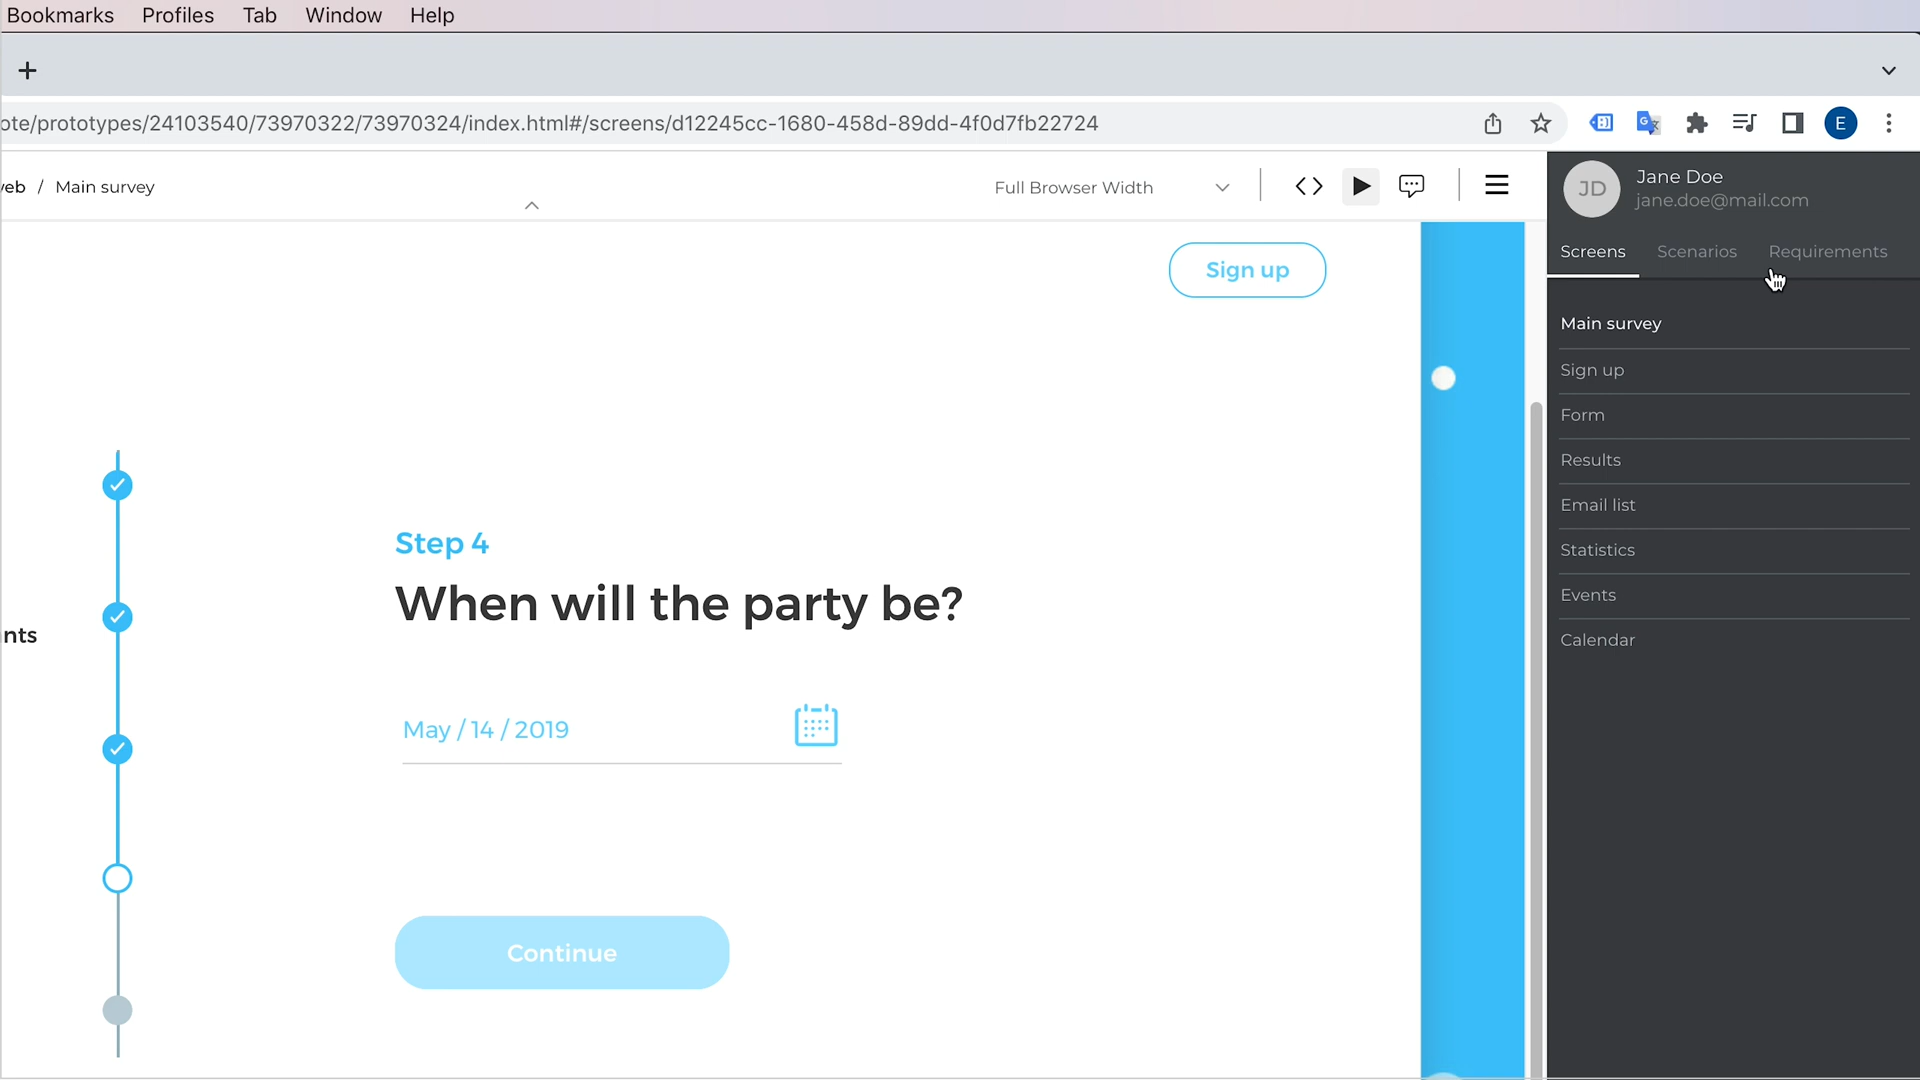 Bookmarks Profiles Tab Window Help
ote/prototypes/24103540/73970322/73970324/index.html#/screens/d12245cc-1680-458d-89dd-4f0d7fb22724
E
eb / Main survey
Full Browser Width
JD
Jane Doe
jane.doe@mail.com
Screens Scenarios Requirements
Sign up
Main survey
Sign up
Form
Results
Email list
Statistics
Events
Calendar
nts
Step 4
When will the party be?
May / 14 / 2019
Continue